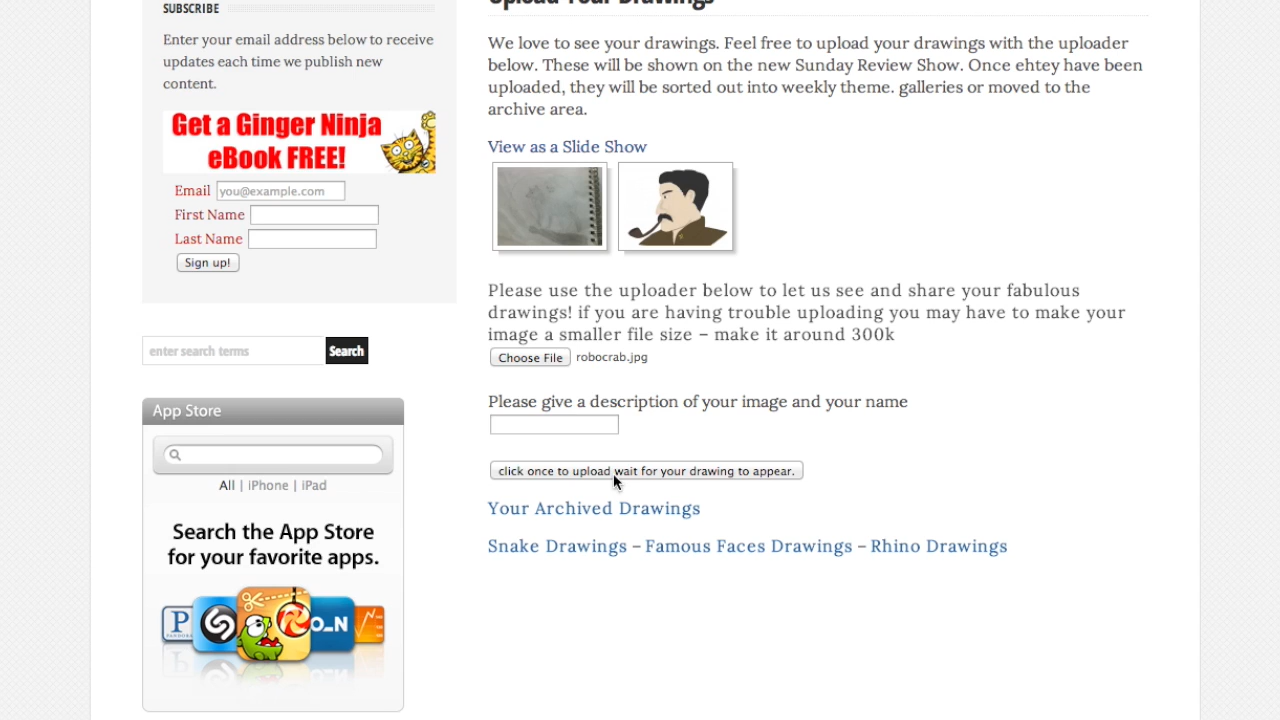 SUBSCRIBE
Enter your email address below to receive
updates each time we publish new
content.
Get a Ginger Ninja
eBook FREE!
Email you@example.com
First Name
Last Name
Sign up!
enter search terms Search
App Store
All | iPhone | iPad
Search the App Store
for your favorite apps.
P
PANDORA
O_N
Upload Your Drawings
We love to see your drawings. Feel free to upload your drawings with the uploader
below. These will be shown on the new Sunday Review Show. Once ehtey have been
uploaded, they will be sorted out into weekly theme. galleries or moved to the
archive area.
View as a Slide Show
Please use the uploader below to let us see and share your fabulous
drawings! if you are having trouble uploading you may have to make your
image a smaller file size – make it around 300k
Choose File robocrab.jpg
Please give a description of your image and your name
click once to upload wait for your drawing to appear.
Your Archived Drawings
Snake Drawings – Famous Faces Drawings – Rhino Drawings